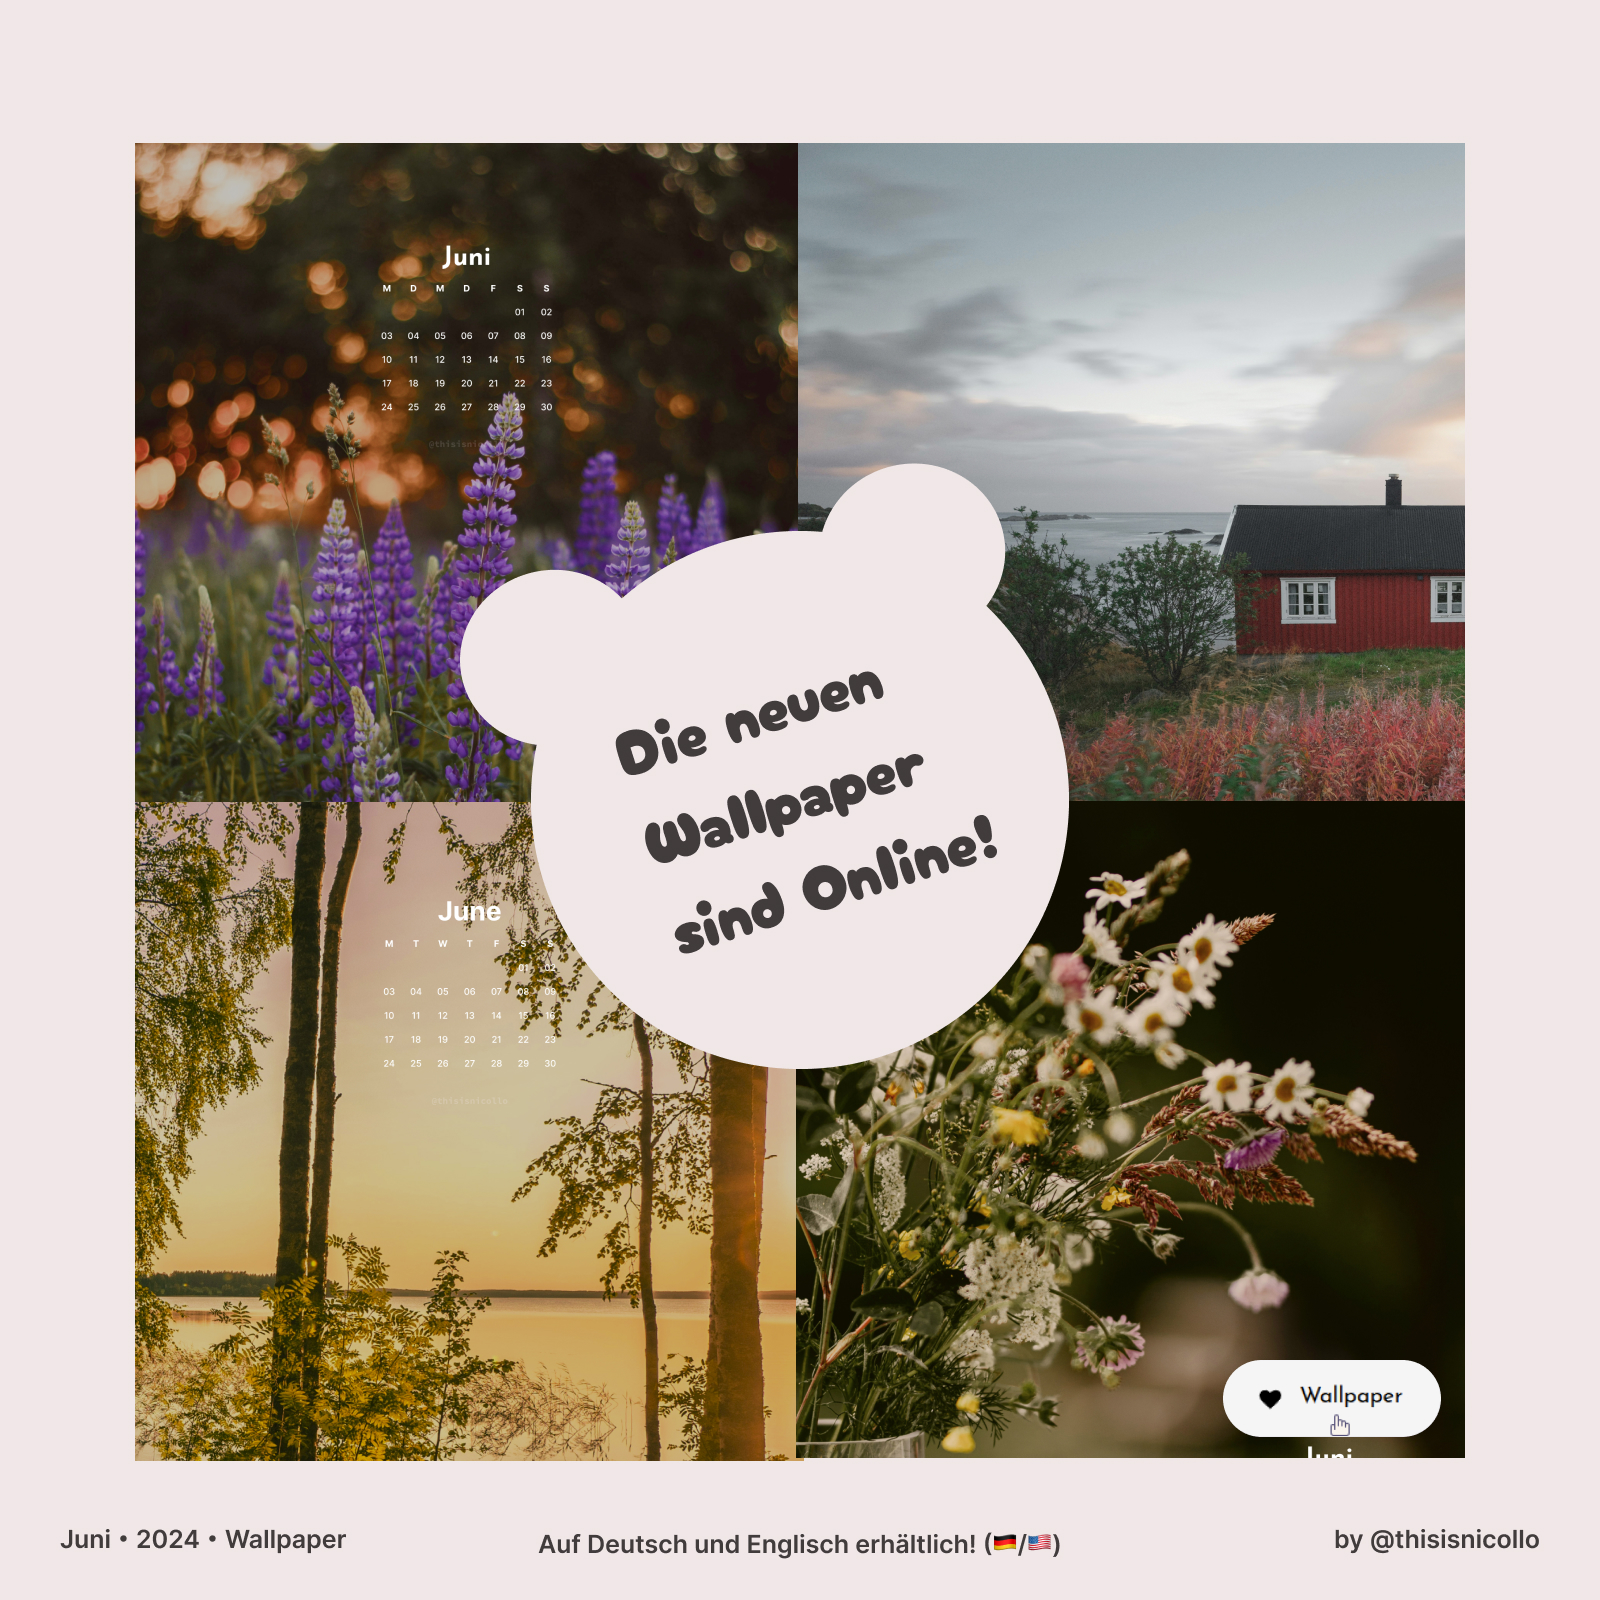 Juni
M D M D F S S
01 02
03 04 05 06 07 08 09
10 11 12 13 14 15 16
17 18 19 20 21 22 23
24 25 26 27 28 29 30
Die neuen
Wallpaper
sind Online!
June
M T W T F S S
01 02
03 04 05 06 07 08 09
10 11 12 13 14 15 16
17 18 19 20 21 22 23
24 25 26 27 28 29 30
@thisisnicollo
Wallpaper
Juni
Juni • 2024 • Wallpaper
Auf Deutsch und Englisch erhältlich! (🇩🇪/🇺🇸)
by @thisisnicollo